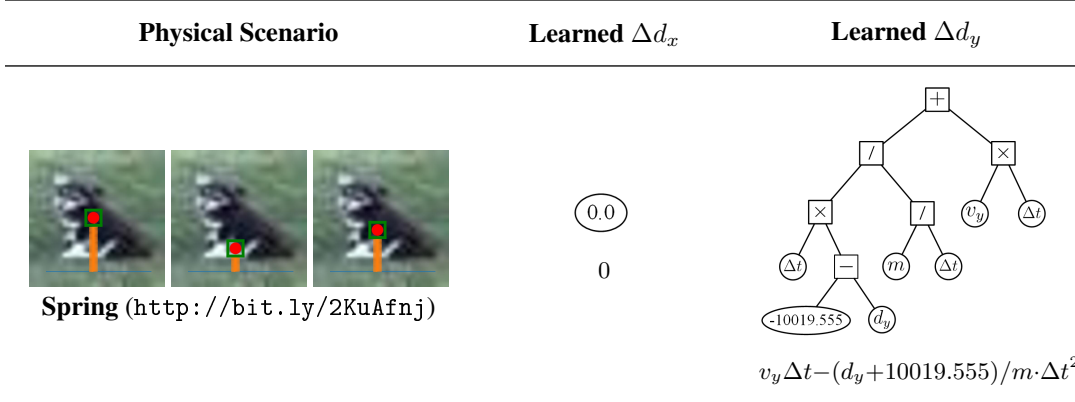 Physical Scenario Learned Δd_x Learned Δd_y
+
/ ×
0.0
× / v_y Δt
Δt − m Δt
0
-10019.555 d_y
Spring (http://bit.ly/2KuAfnj)
v_yΔt−(d_y+10019.555)/m·Δt²